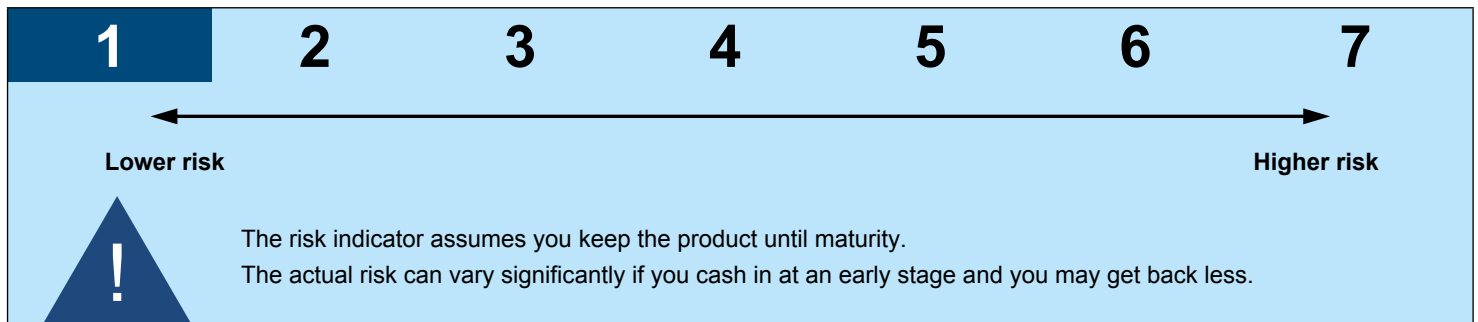 1 2 3 4 5 6 7
Lower risk Higher risk
!
The risk indicator assumes you keep the product until maturity.
The actual risk can vary significantly if you cash in at an early stage and you may get back less.